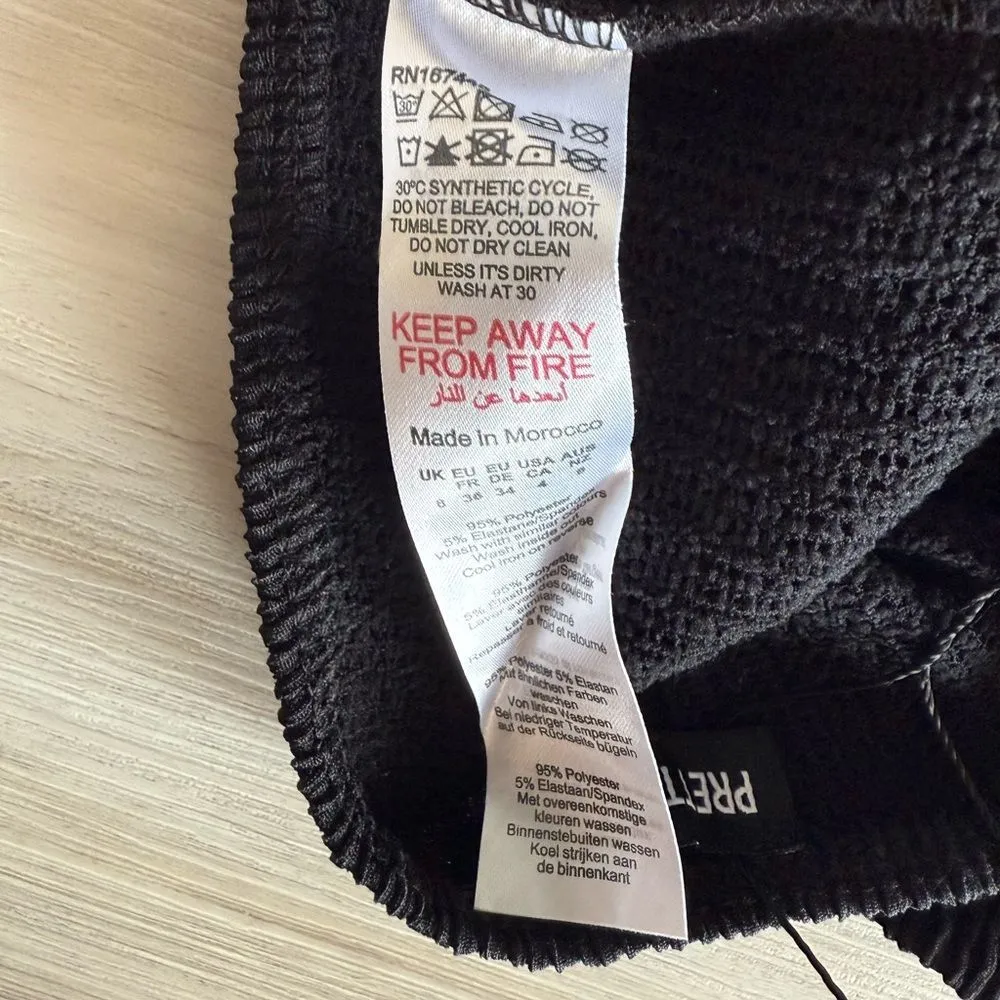 RN1674
30°
30ºC SYNTHETIC CYCLE,
DO NOT BLEACH, DO NOT
TUMBLE DRY, COOL IRON,
DO NOT DRY CLEAN
UNLESS IT'S DIRTY
WASH AT 30
KEEP AWAY
FROM FIRE
أبعدها عن النار
Made in Morocco
UK EU EU USA AUS
FR DE CA NZ
36 34 4
95% Polyester
5% Elastane/Spandex
Wash with similar colours
Wash inside out
Cool iron on reverse
95% Polyester
5% Elasthanne/Spandex
Laver avec des couleurs
similaires
Laver retourné
Repasser à froid et retourné
95% Polyester 5% Elastan
Mit ähnlichen Farben
waschen
Von links Waschen
Bei niedriger Temperatur
auf der Rückseite bügeln
95% Polyester
5% Elastaan/Spandex
Met overeenkomstige
kleuren wassen
Binnenstebuiten wassen
Koel strijken aan
de binnenkant
PRETT